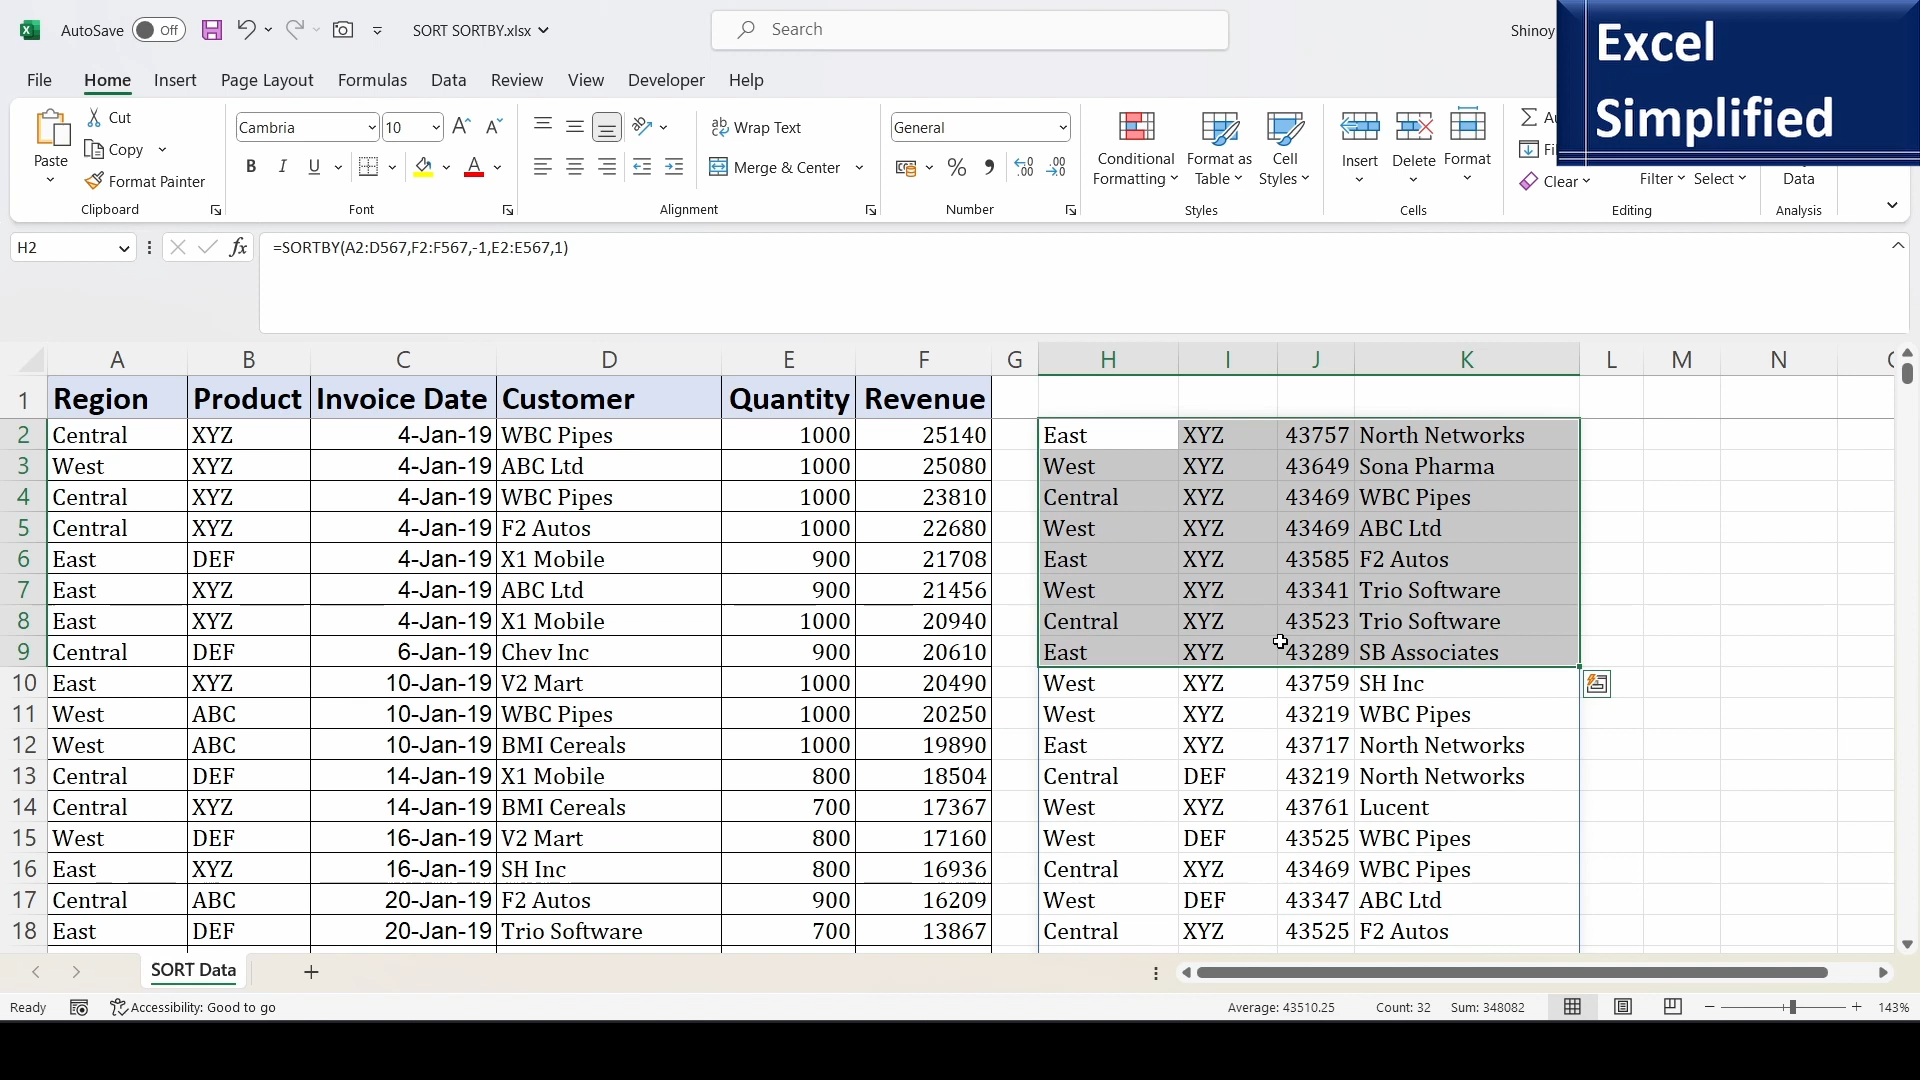 AutoSave Off SORT SORTBY.xlsx Search Shinoy
Excel
Simplified
File Home Insert Page Layout Formulas Data Review View Developer Help
Paste Cut Copy Format Painter Clipboard
Cambria 10 A A B I U A Font
Wrap Text Merge & Center Alignment
General % Number
Conditional Formatting Format as Table Cell Styles Styles
Insert Delete Format Cells
Clear Filter Select Editing
Data Analysis
H2 fx =SORTBY(A2:D567,F2:F567,-1,E2:E567,1)
A B C D E F G H I J K L M N
1 Region Product Invoice Date Customer Quantity Revenue
2 Central XYZ 4-Jan-19 WBC Pipes 1000 25140 East XYZ 43757 North Networks
3 West XYZ 4-Jan-19 ABC Ltd 1000 25080 West XYZ 43649 Sona Pharma
4 Central XYZ 4-Jan-19 WBC Pipes 1000 23810 Central XYZ 43469 WBC Pipes
5 Central XYZ 4-Jan-19 F2 Autos 1000 22680 West XYZ 43469 ABC Ltd
6 East DEF 4-Jan-19 X1 Mobile 900 21708 East XYZ 43585 F2 Autos
7 East XYZ 4-Jan-19 ABC Ltd 900 21456 West XYZ 43341 Trio Software
8 East XYZ 4-Jan-19 X1 Mobile 1000 20940 Central XYZ 43523 Trio Software
9 Central DEF 6-Jan-19 Chev Inc 900 20610 East XYZ 43289 SB Associates
10 East XYZ 10-Jan-19 V2 Mart 1000 20490 West XYZ 43759 SH Inc
11 West ABC 10-Jan-19 WBC Pipes 1000 20250 West XYZ 43219 WBC Pipes
12 West ABC 10-Jan-19 BMI Cereals 1000 19890 East XYZ 43717 North Networks
13 Central DEF 14-Jan-19 X1 Mobile 800 18504 Central DEF 43219 North Networks
14 Central XYZ 14-Jan-19 BMI Cereals 700 17367 West XYZ 43761 Lucent
15 West DEF 16-Jan-19 V2 Mart 800 17160 West DEF 43525 WBC Pipes
16 East XYZ 16-Jan-19 SH Inc 800 16936 Central XYZ 43469 WBC Pipes
17 Central ABC 20-Jan-19 F2 Autos 900 16209 West DEF 43347 ABC Ltd
18 East DEF 20-Jan-19 Trio Software 700 13867 Central XYZ 43525 F2 Autos
SORT Data
Ready Accessibility: Good to go Average: 43510.25 Count: 32 Sum: 348082 143%